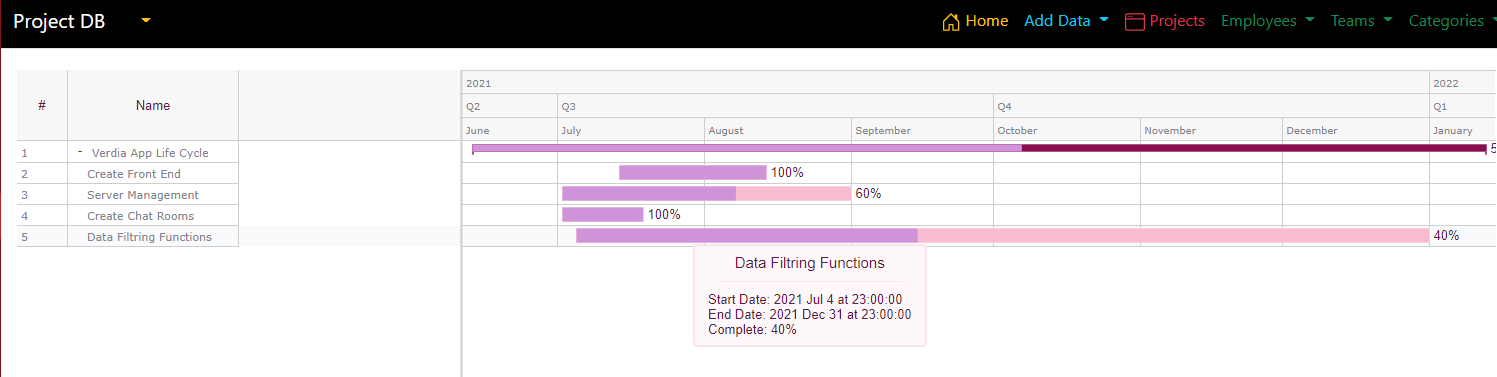 Project DB Home Add Data Projects Employees Teams Categories
# Name
2021 2022
Q2 Q3 Q4 Q1
June July August September October November December January
1 - Verdia App Life Cycle 5
2 Create Front End 100%
3 Server Management 60%
4 Create Chat Rooms 100%
5 Data Filtring Functions 40%
Data Filtring Functions
Start Date: 2021 Jul 4 at 23:00:00
End Date: 2021 Dec 31 at 23:00:00
Complete: 40%